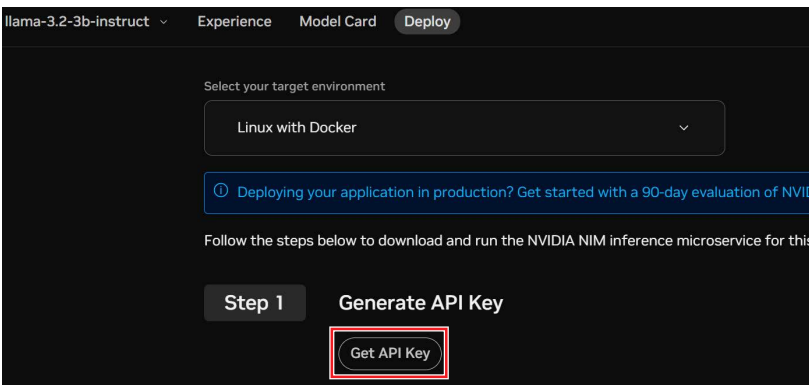 llama-3.2-3b-instruct Experience Model Card Deploy
Select your target environment
Linux with Docker
Deploying your application in production? Get started with a 90-day evaluation of
Follow the steps below to download and run the NVIDIA NIM inference microservice for
Step 1 Generate API Key
Get API Key